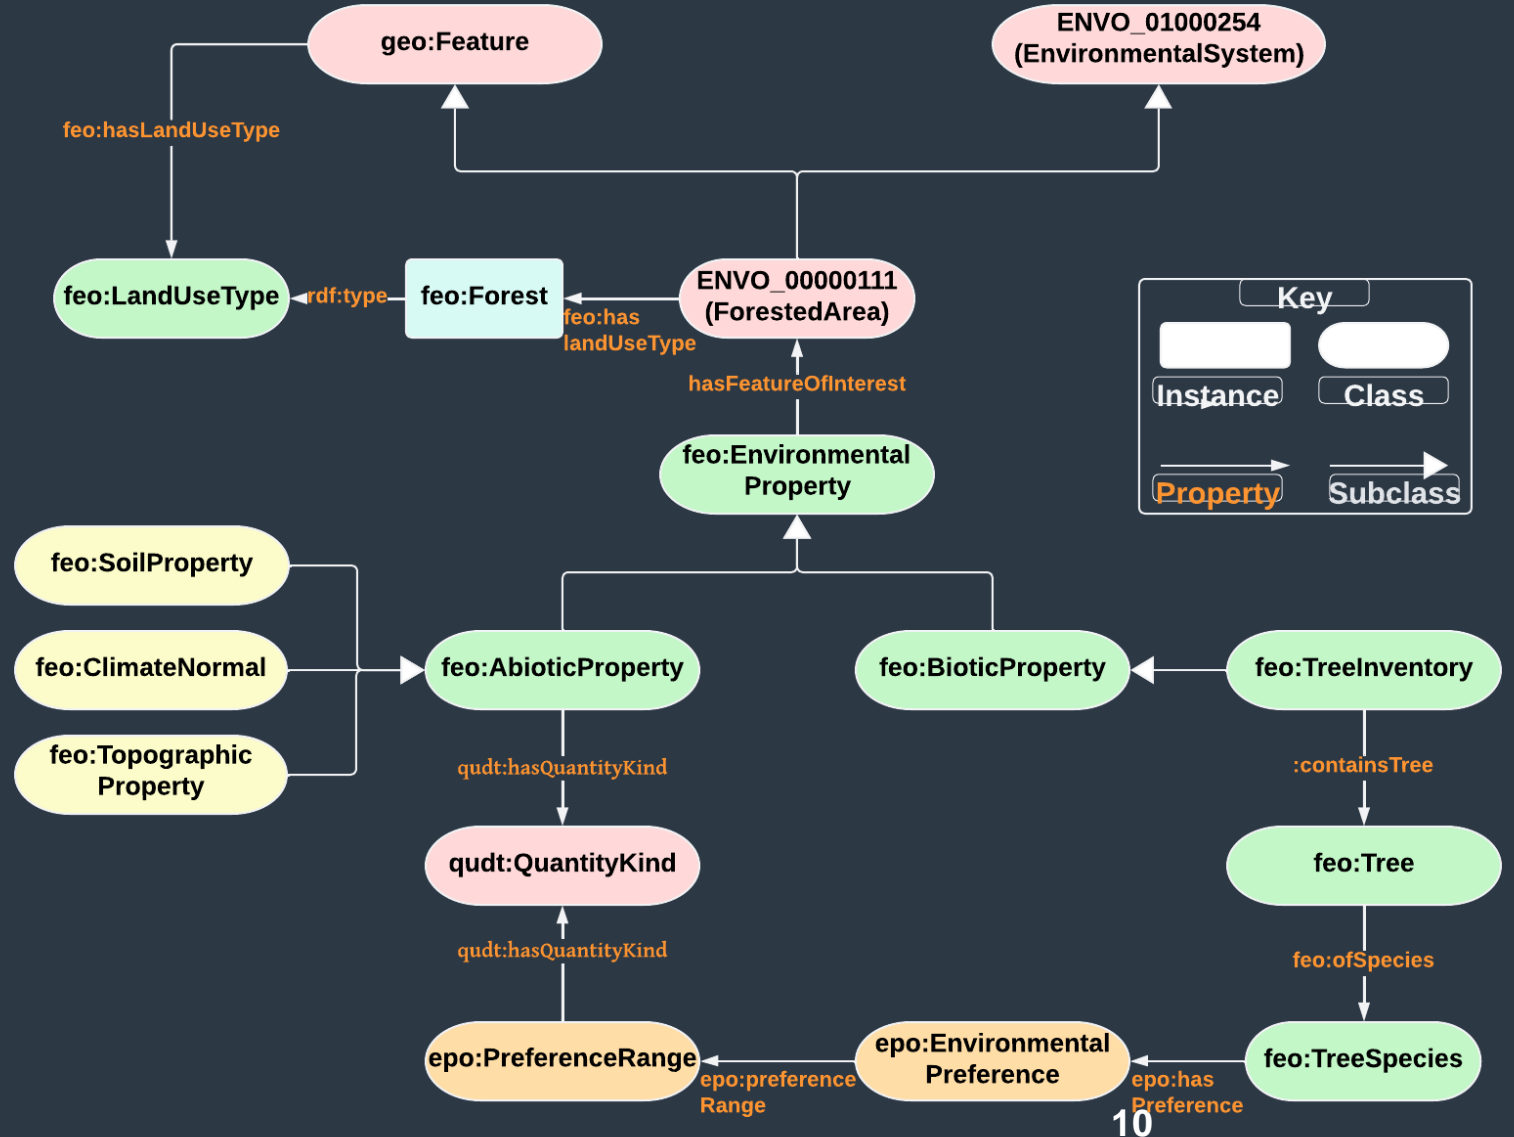 geo:Feature
ENVO_01000254
(EnvironmentalSystem)
feo:hasLandUseType
feo:LandUseType
rdf:type
feo:Forest
feo:has
landUseType
ENVO_00000111
(ForestedArea)
hasFeatureOfInterest
Key
Instance
Class
Property
Subclass
feo:Environmental
Property
feo:SoilProperty
feo:ClimateNormal
feo:Topographic
Property
feo:AbioticProperty
feo:BioticProperty
feo:TreeInventory
qudt:hasQuantityKind
:containsTree
qudt:QuantityKind
feo:Tree
qudt:hasQuantityKind
feo:ofSpecies
epo:PreferenceRange
epo:preference
Range
epo:Environmental
Preference
epo:has
Preference
feo:TreeSpecies
10